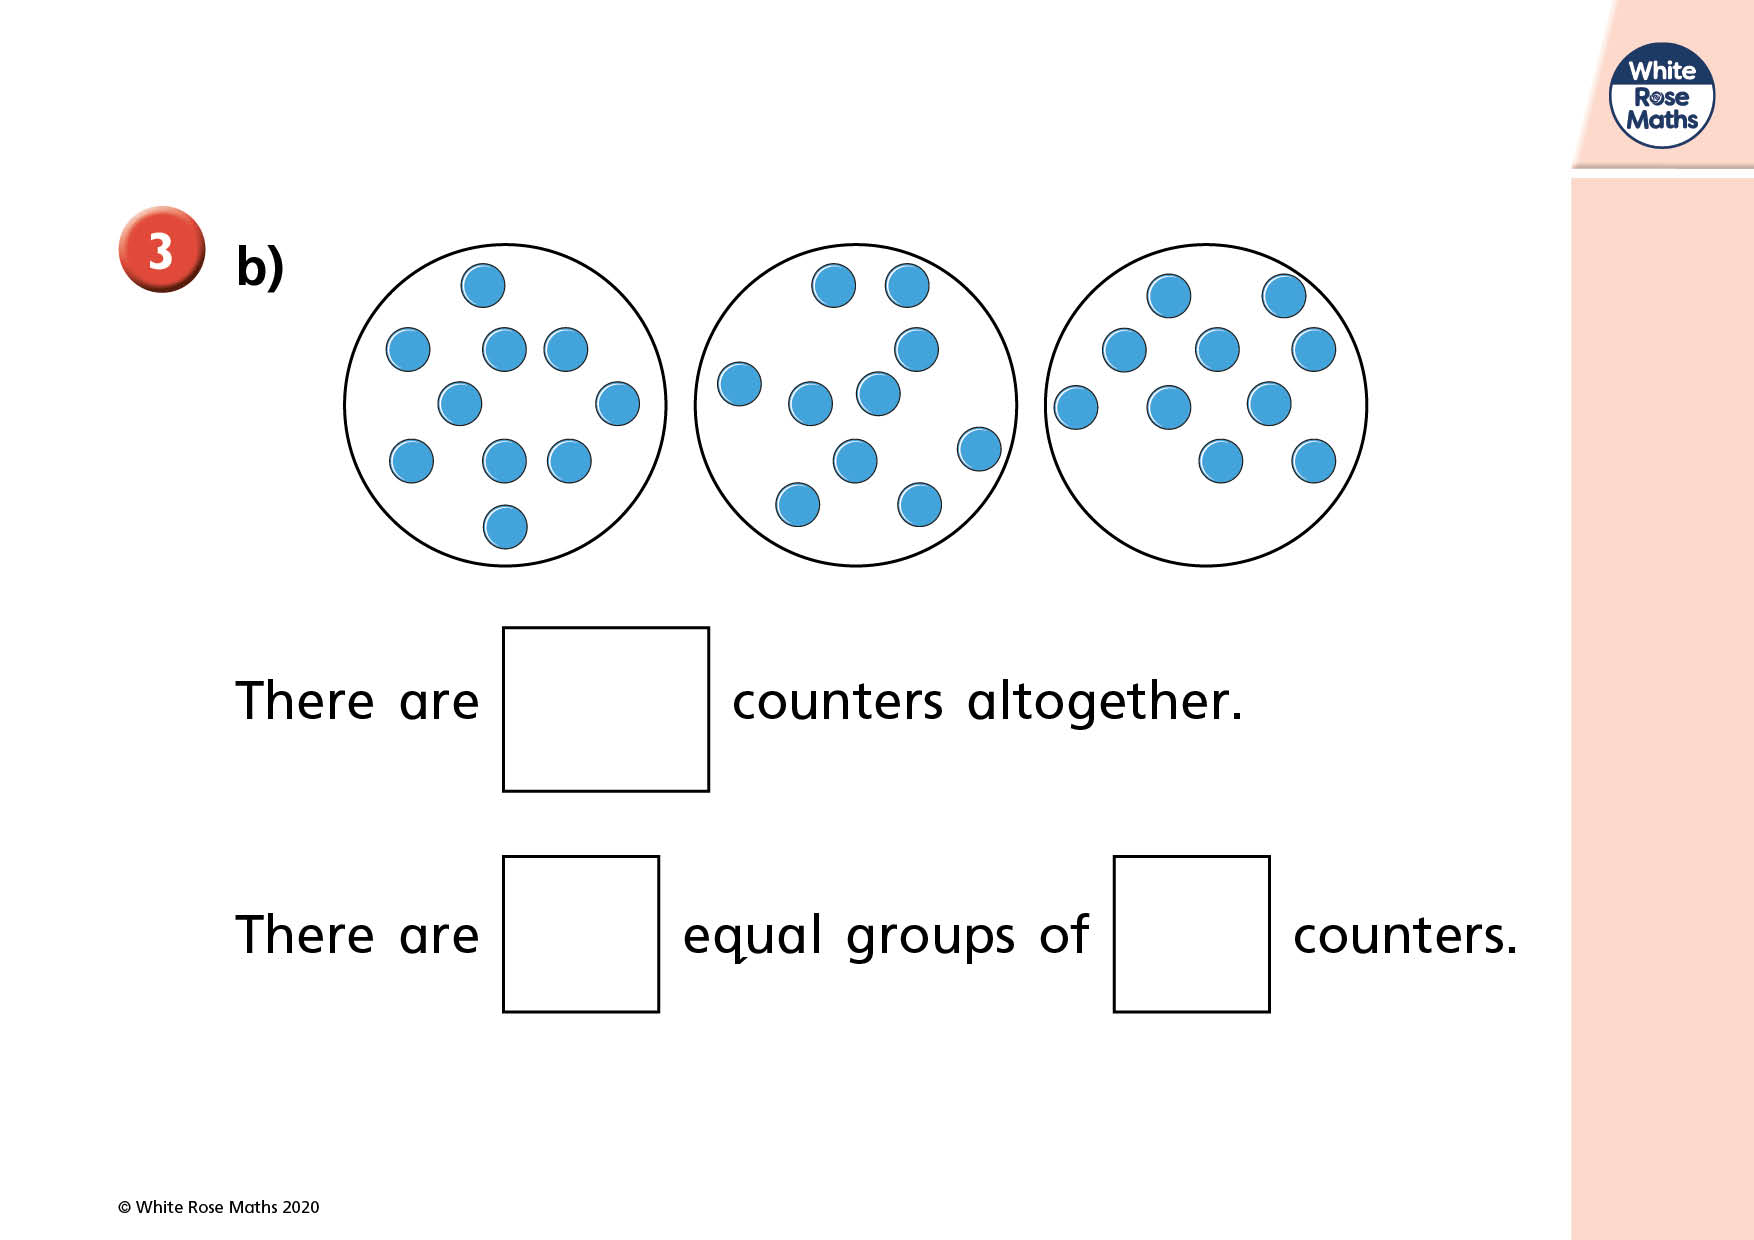 White
Rose
Maths
3 b)
There are counters altogether.
There are equal groups of counters.
© White Rose Maths 2020